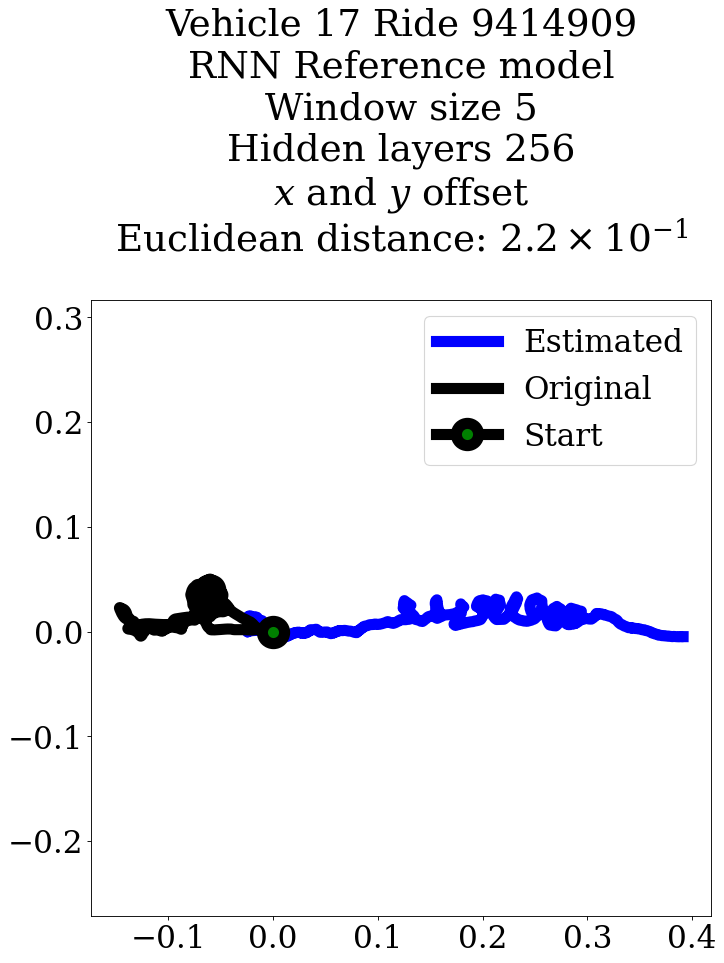 Vehicle 17 Ride 9414909
RNN Reference model
Window size 5
Hidden layers 256
x and y offset
Euclidean distance: 2.2 × 10⁻¹
Estimated
Original
Start
0.3
0.2
0.1
0.0
−0.1
−0.2
−0.1 0.0 0.1 0.2 0.3 0.4